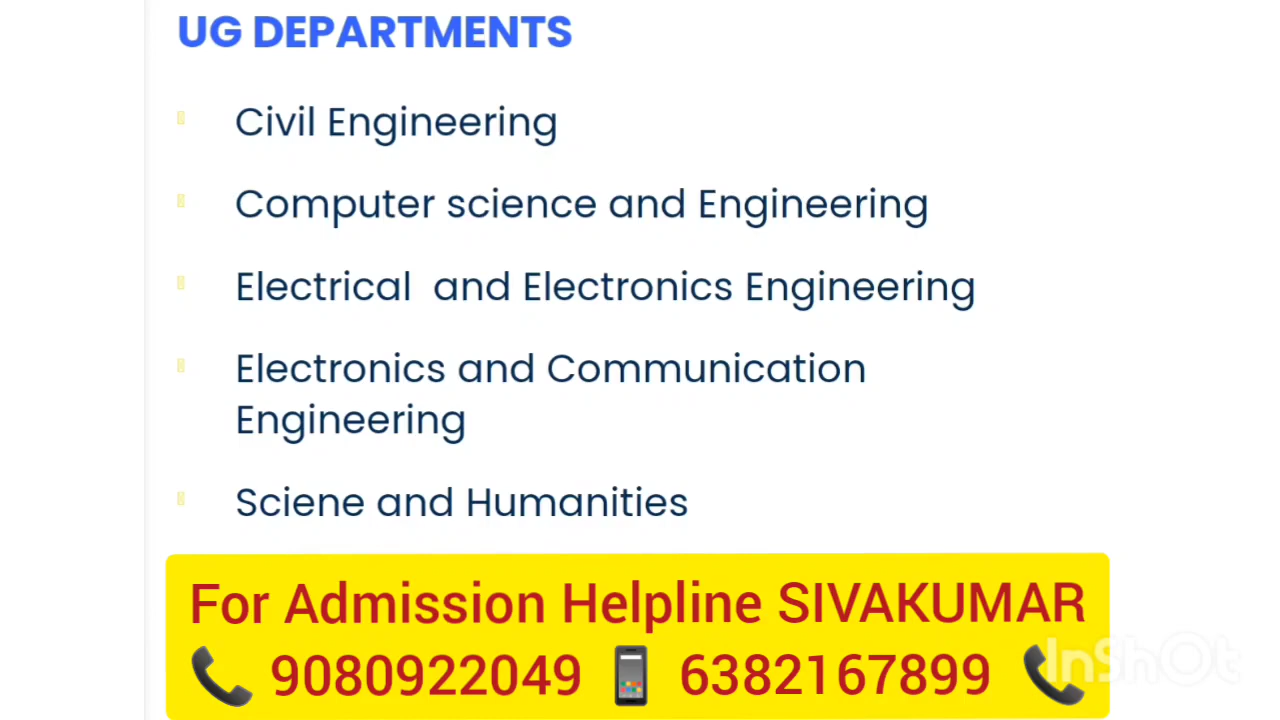 UG DEPARTMENTS
Civil Engineering
Computer science and Engineering
Electrical and Electronics Engineering
Electronics and Communication
Engineering
Sciene and Humanities
For Admission Helpline SIVAKUMAR
9080922049 6382167899
InShOt